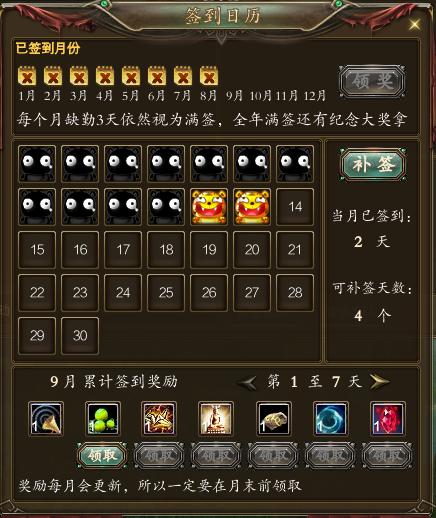 签到日历
已签到月份
1月 2月 3月 4月 5月 6月 7月 8月 9月 10月 11月 12月
领奖
每个月缺勤3天依然视为满签，全年满签还有纪念大奖拿
补签
14
当月已签到：
2 天
15 16 17 18 19 20 21
可补签天数：
22 23 24 25 26 27 28
4 个
29 30
9月累计签到奖励
第 1 至 7 天
1 1 1 1 1 1 1
领取 领取 领取 领取 领取 领取
奖励每月会更新，所以一定要在月末前领取